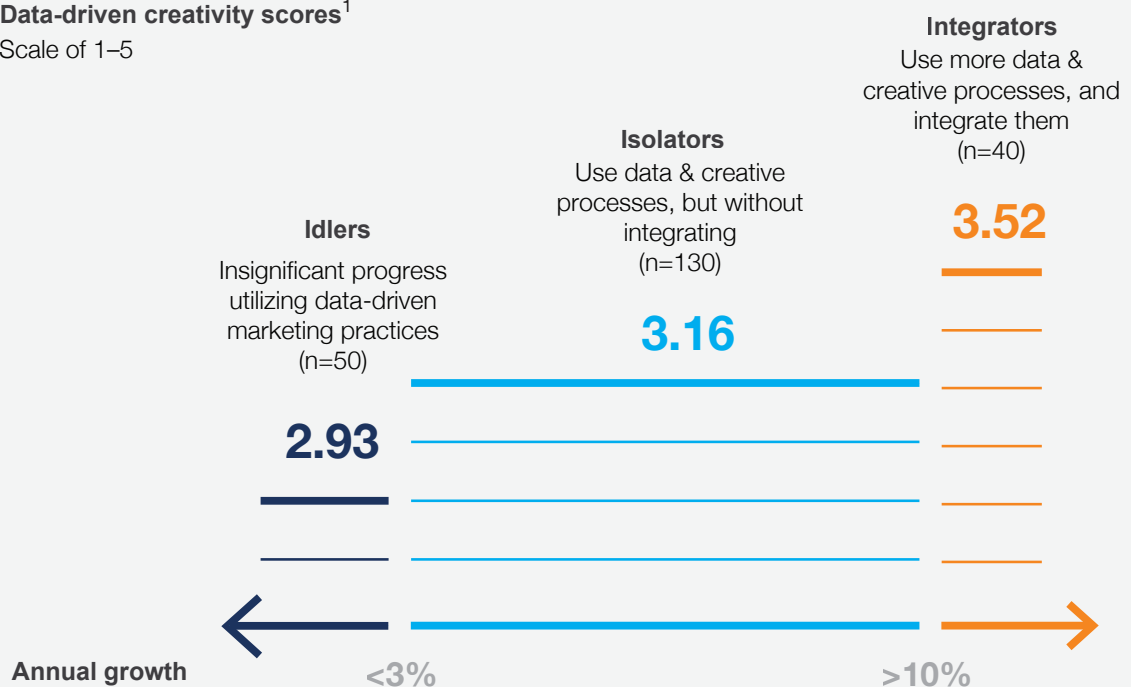 Data-driven creativity scores¹
Scale of 1–5
Idlers
Insignificant progress
utilizing data-driven
marketing practices
(n=50)
2.93
Isolators
Use data & creative
processes, but without
integrating
(n=130)
3.16
Integrators
Use more data &
creative processes, and
integrate them
(n=40)
3.52
Annual growth
<3%
>10%